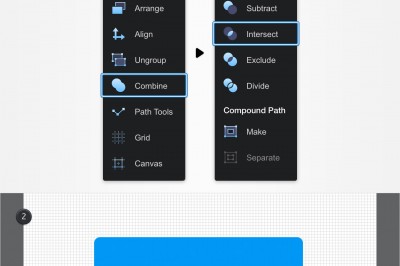 Arrange
Align
Ungroup
Combine
Path Tools
Grid
Canvas
Subtract
Intersect
Exclude
Divide
Compound Path
Make
Separate
2